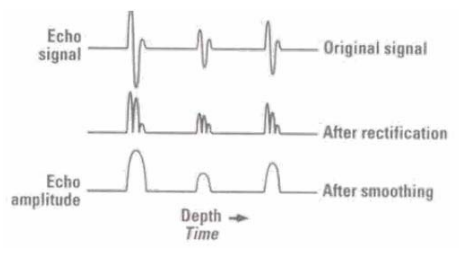 Echo
signal
Original signal
After rectification
Echo
amplitude
After smoothing
Depth →
Time